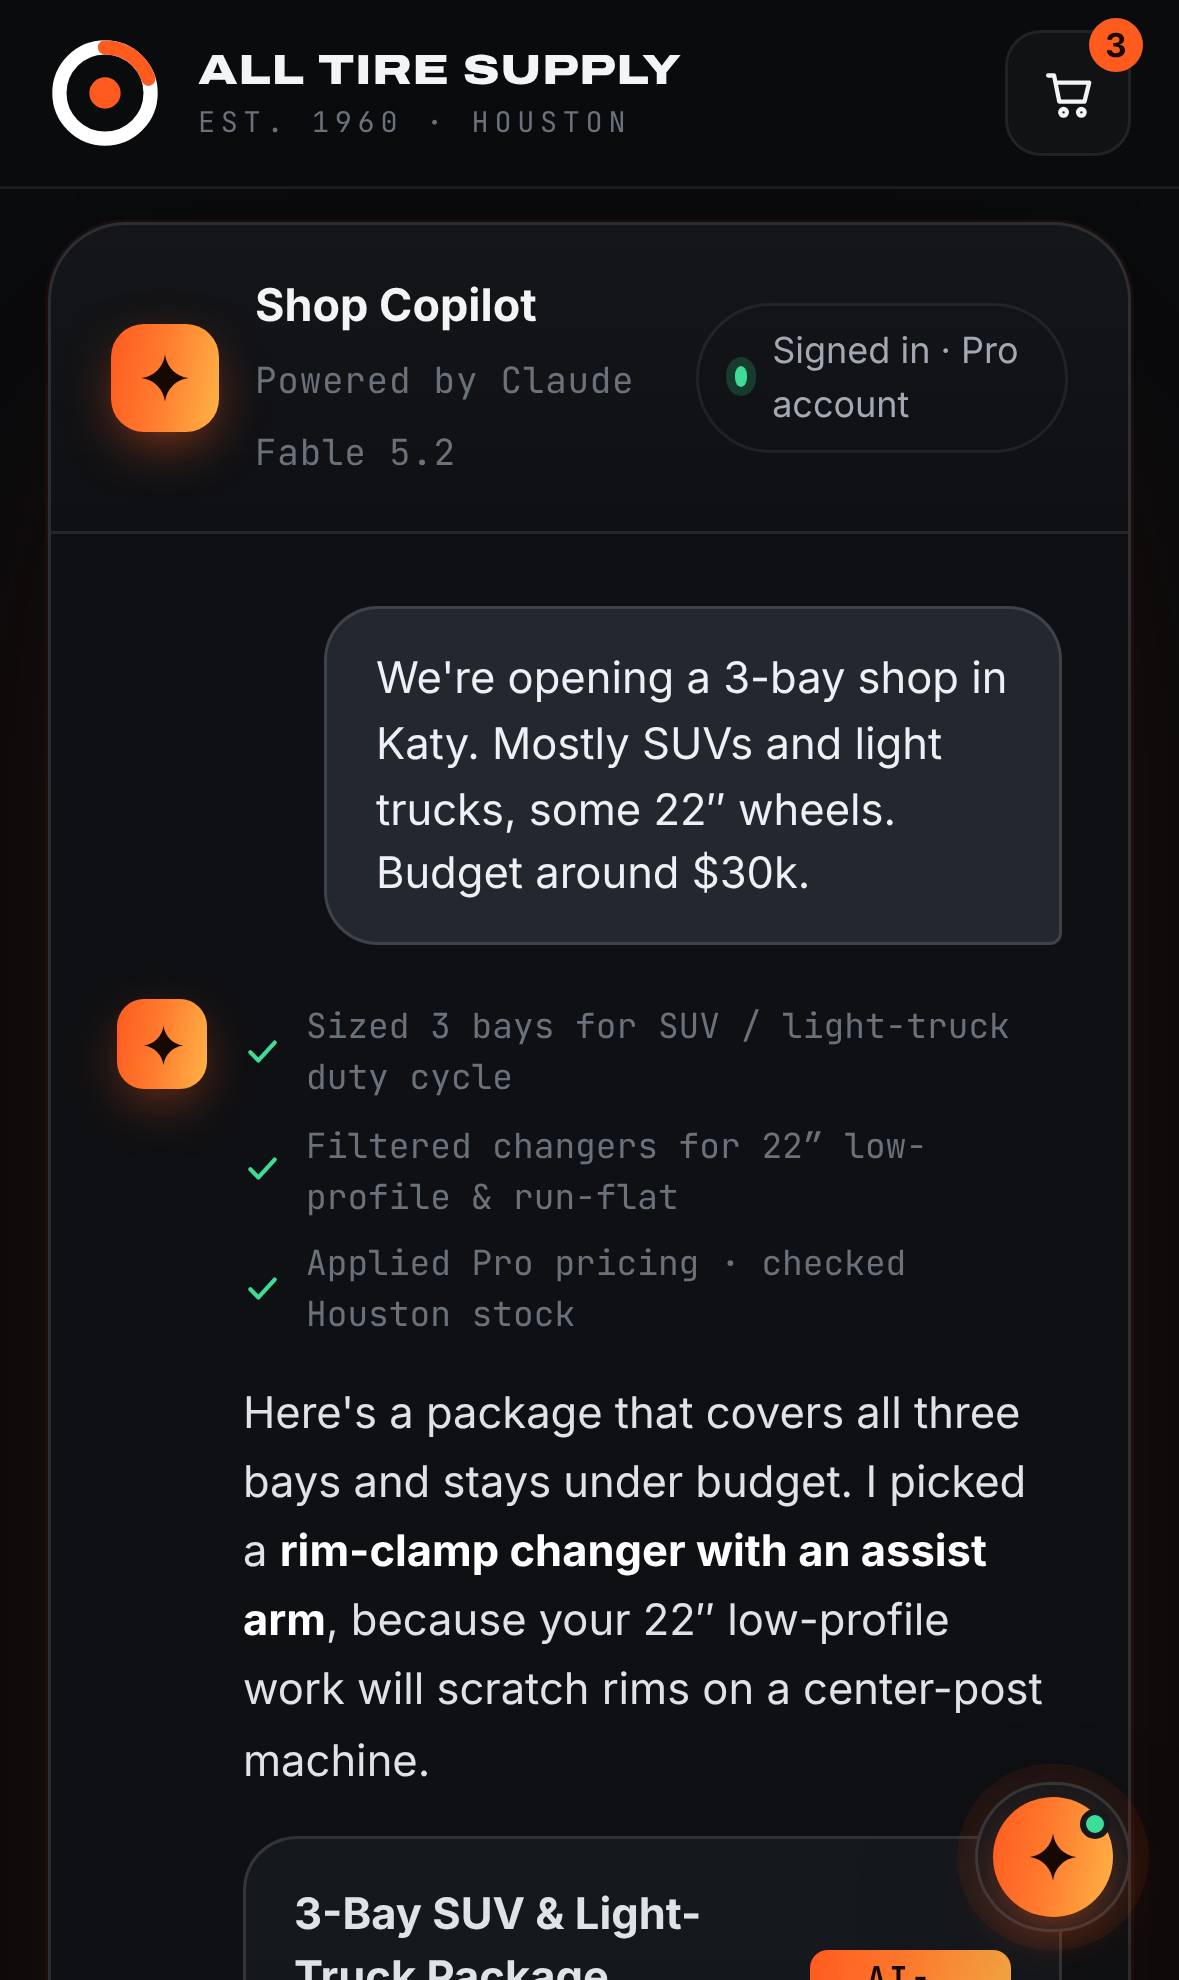 ALL TIRE SUPPLY
EST. 1960 · HOUSTON
3
Shop Copilot
Powered by Claude
Fable 5.2
Signed in · Pro
account
We're opening a 3-bay shop in
Katy. Mostly SUVs and light
trucks, some 22″ wheels.
Budget around $30k.
Sized 3 bays for SUV / light-truck
duty cycle
Filtered changers for 22″ low-
profile & run-flat
Applied Pro pricing · checked
Houston stock
Here's a package that covers all three
bays and stays under budget. I picked
a rim-clamp changer with an assist
arm, because your 22″ low-profile
work will scratch rims on a center-post
machine.
3-Bay SUV & Light-
Truck Package
AI-